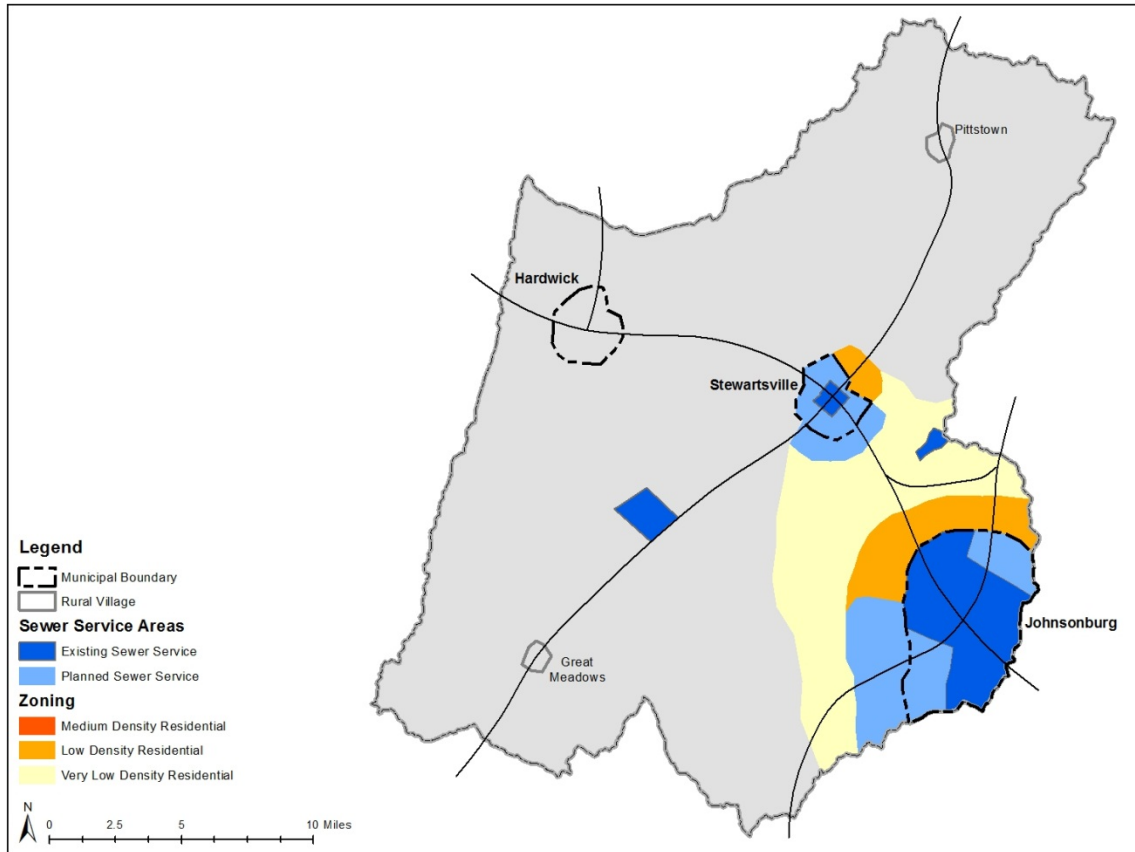 Pittstown
Hardwick
Stewartsville
Johnsonburg
Great
Meadows
Legend
Municipal Boundary
Rural Village
Sewer Service Areas
Existing Sewer Service
Planned Sewer Service
Zoning
Medium Density Residential
Low Density Residential
Very Low Density Residential
N
0 2.5 5 10 Miles